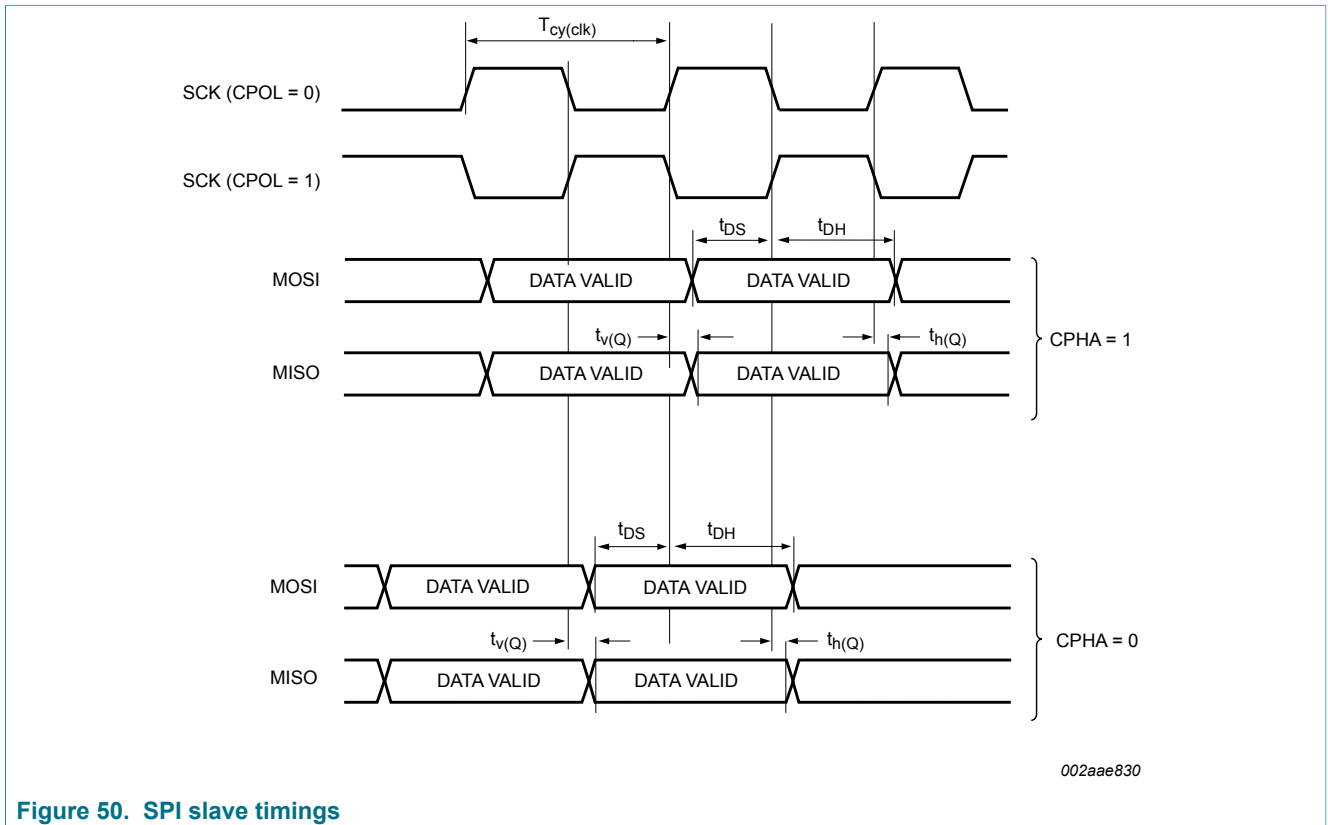 Tcy(clk)
SCK (CPOL = 0)
SCK (CPOL = 1)
tDS tDH
MOSI DATA VALID DATA VALID
tv(Q) th(Q) CPHA = 1
MISO DATA VALID DATA VALID
tDS tDH
MOSI DATA VALID DATA VALID
tv(Q) th(Q) CPHA = 0
MISO DATA VALID DATA VALID
002aae830
Figure 50. SPI slave timings